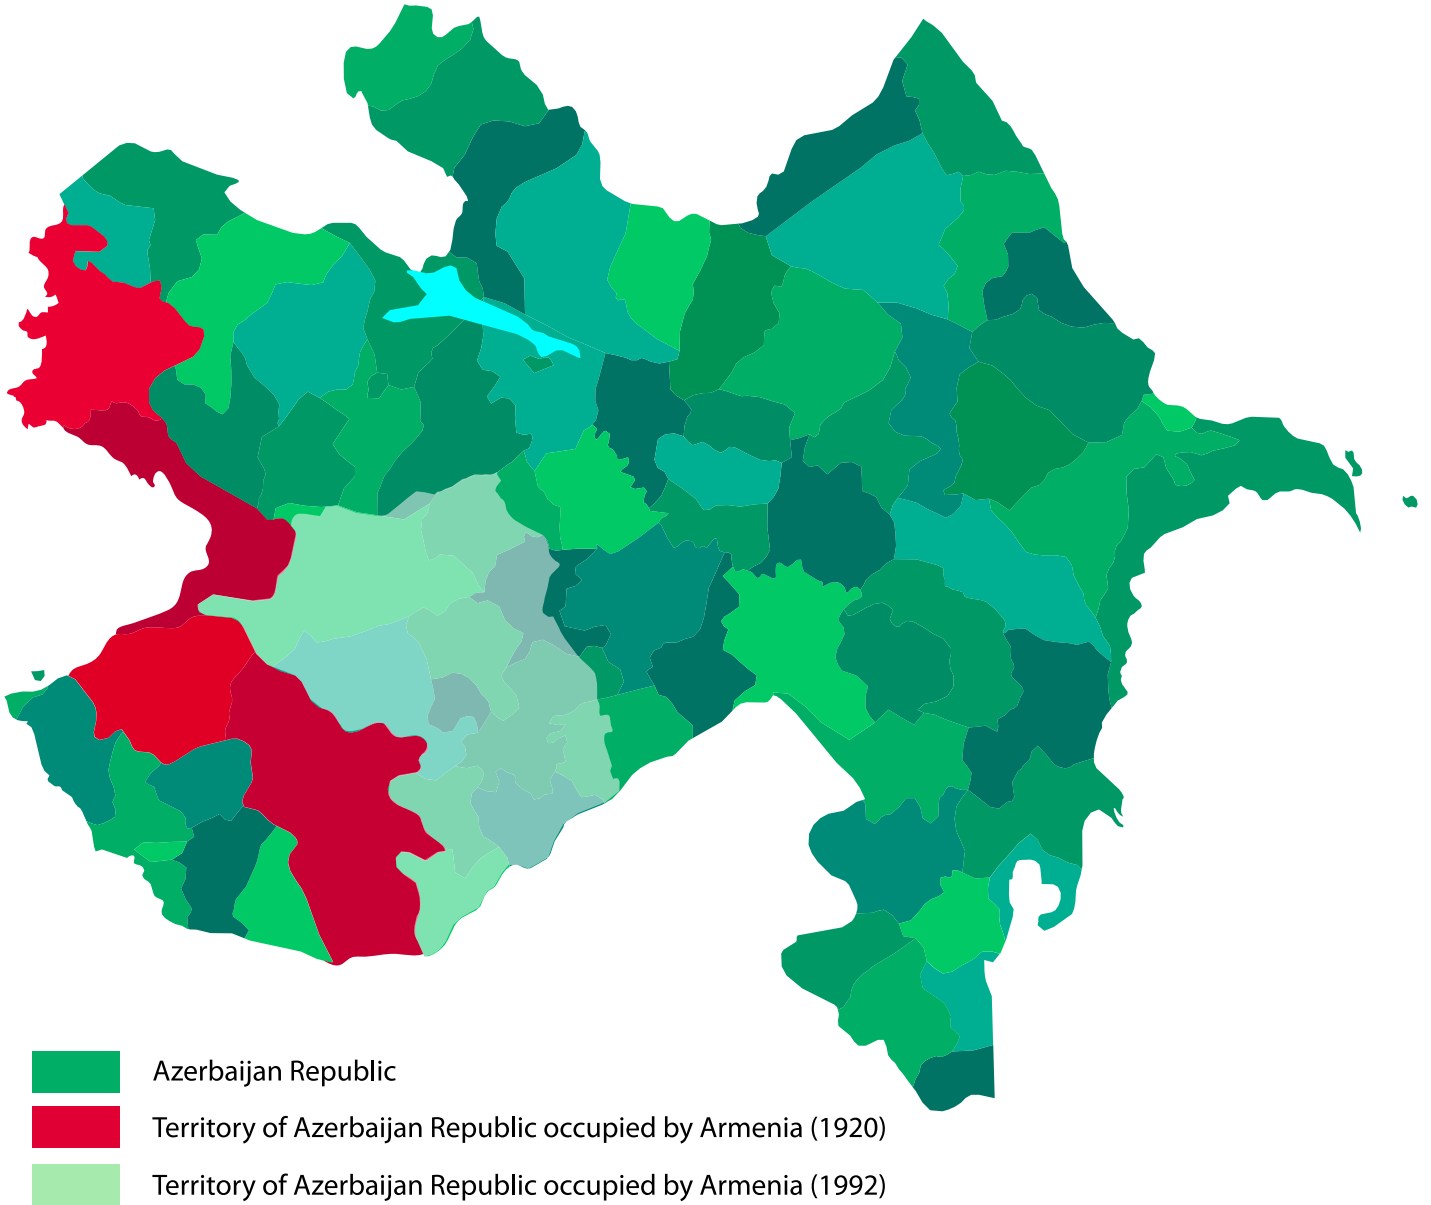 Azerbaijan Republic
Territory of Azerbaijan Republic occupied by Armenia (1920)
Territory of Azerbaijan Republic occupied by Armenia (1992)